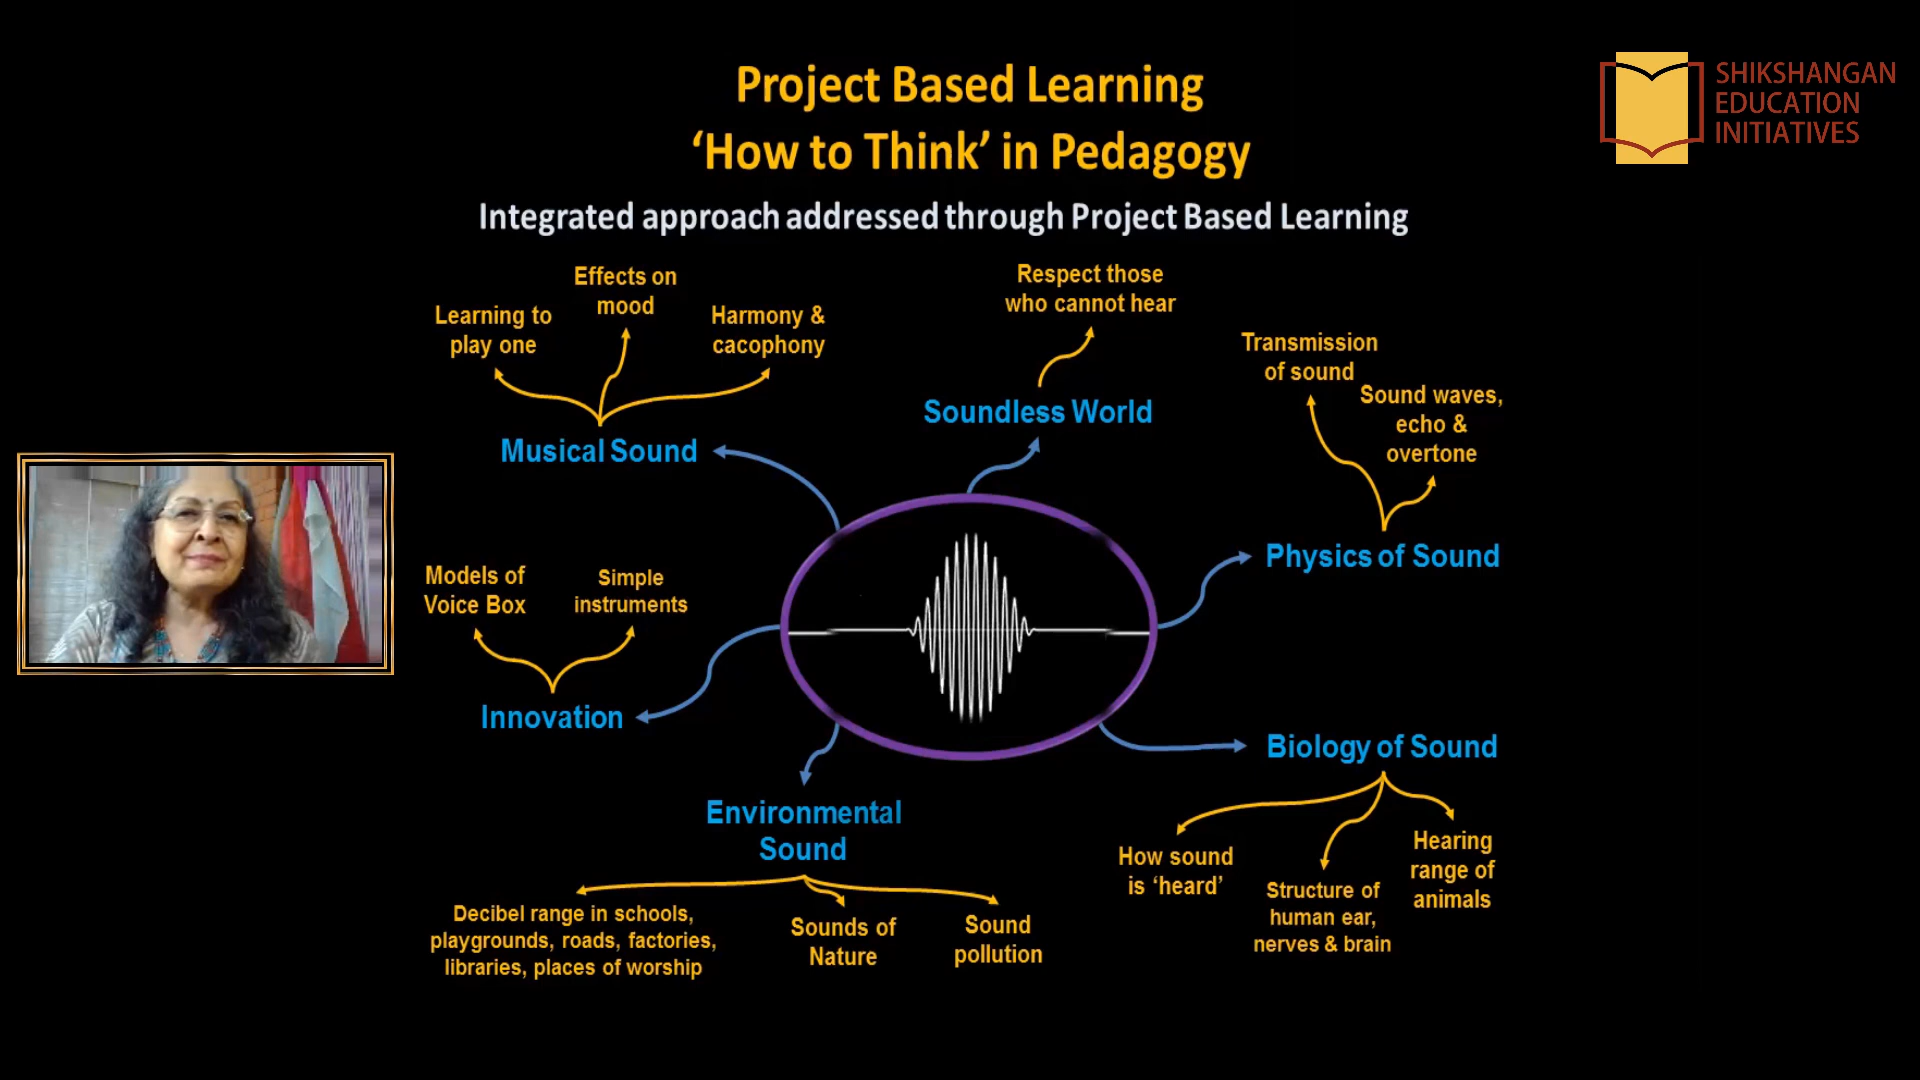 Project Based Learning
‘How to Think’ in Pedagogy
Integrated approach addressed through Project Based Learning
SHIKSHANGAN
EDUCATION
INITIATIVES
Learning to
play one
Effects on
mood
Harmony &
cacophony
Musical Sound
Respect those
who cannot hear
Soundless World
Transmission
of sound
Sound waves,
echo &
overtone
Physics of Sound
Models of
Voice Box
Simple
instruments
Innovation
Biology of Sound
How sound
is ‘heard’
Structure of
human ear,
nerves & brain
Hearing
range of
animals
Environmental
Sound
Decibel range in schools,
playgrounds, roads, factories,
libraries, places of worship
Sounds of
Nature
Sound
pollution